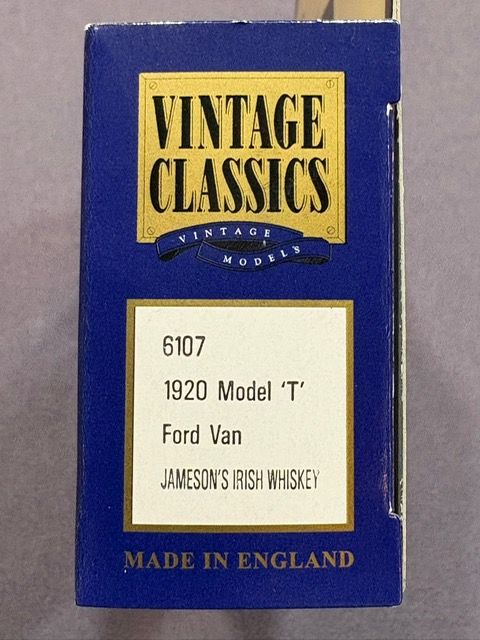 VINTAGE
CLASSICS
VINTAGE
MODELS
6107
1920 Model ‘T’
Ford Van
JAMESON'S IRISH WHISKEY
MADE IN ENGLAND